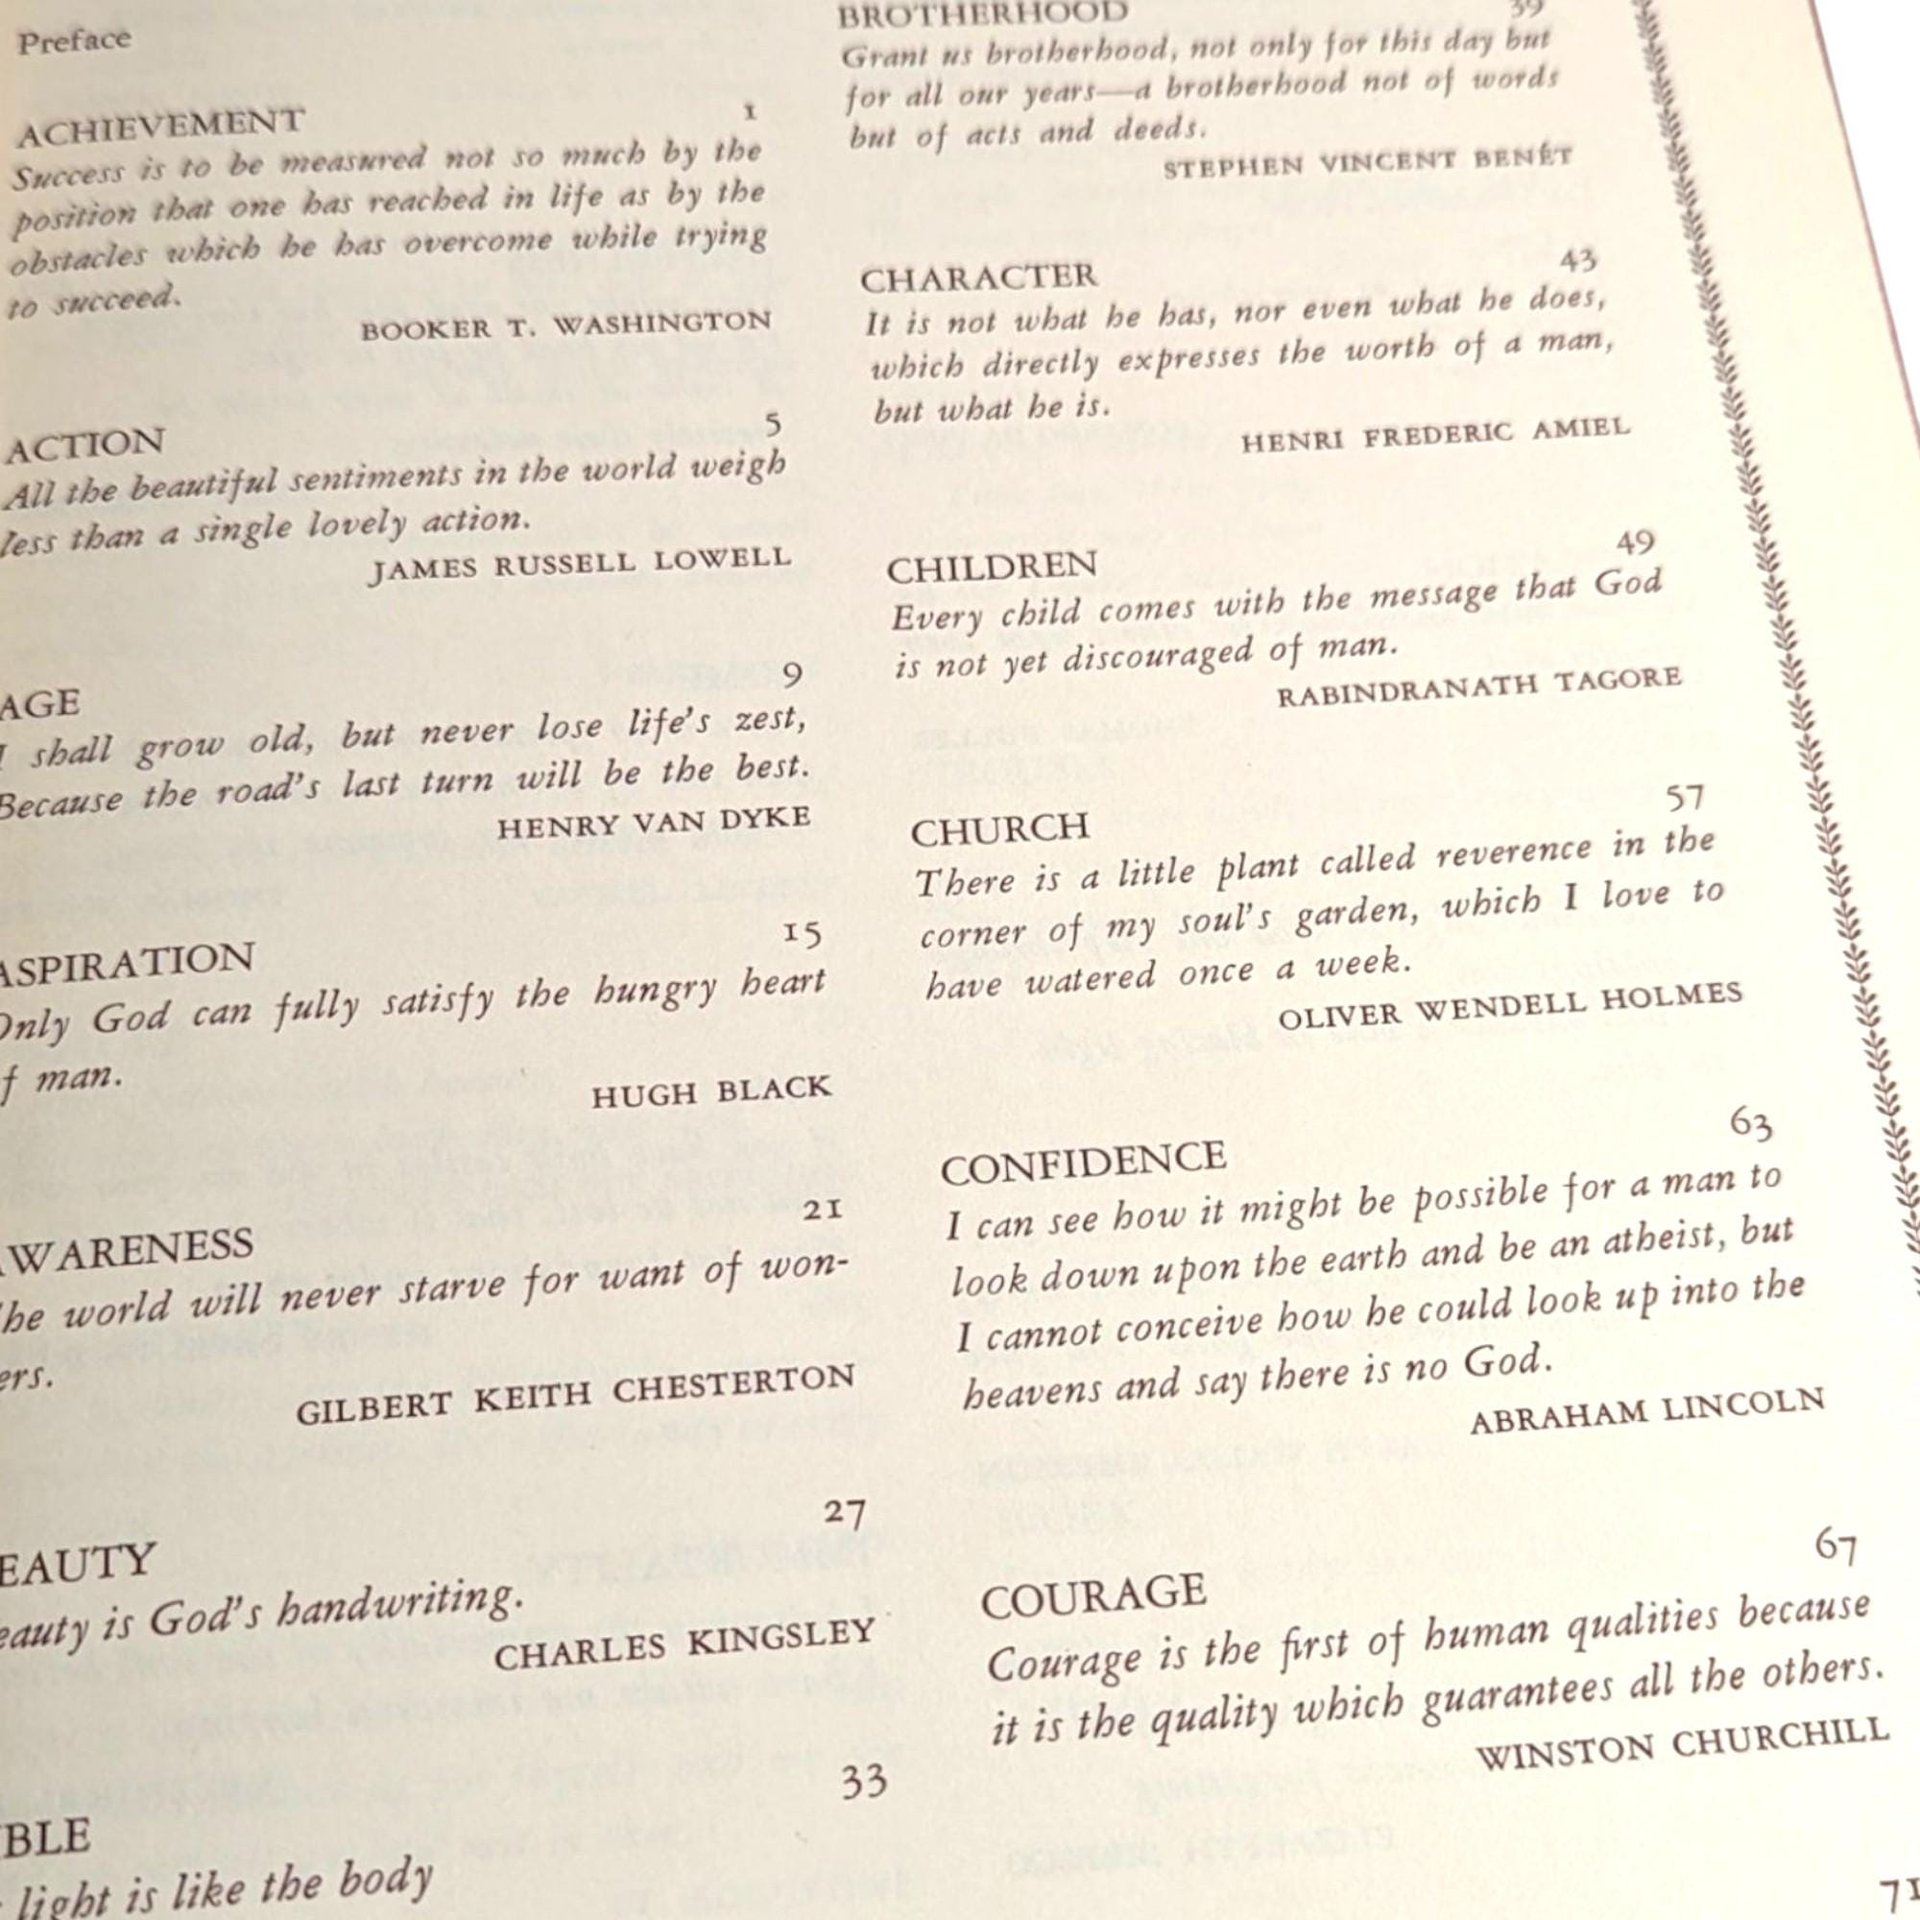 Preface
ACHIEVEMENT 1
Success is to be measured not so much by the
position that one has reached in life as by the
obstacles which he has overcome while trying
to succeed.
BOOKER T. WASHINGTON
ACTION 5
All the beautiful sentiments in the world weigh
less than a single lovely action.
JAMES RUSSELL LOWELL
AGE 9
I shall grow old, but never lose life's zest,
Because the road's last turn will be the best.
HENRY VAN DYKE
ASPIRATION 15
Only God can fully satisfy the hungry heart
of man.
HUGH BLACK
AWARENESS 21
The world will never starve for want of won-
ers.
GILBERT KEITH CHESTERTON
EAUTY 27
eauty is God's handwriting.
CHARLES KINGSLEY
BLE 33
light is like the body
BROTHERHOOD 39
Grant us brotherhood, not only for this day but
for all our years—a brotherhood not of words
but of acts and deeds.
STEPHEN VINCENT BENÉT
CHARACTER 43
It is not what he has, nor even what he does,
which directly expresses the worth of a man,
but what he is.
HENRI FREDERIC AMIEL
CHILDREN 49
Every child comes with the message that God
is not yet discouraged of man.
RABINDRANATH TAGORE
CHURCH 57
There is a little plant called reverence in the
corner of my soul's garden, which I love to
have watered once a week.
OLIVER WENDELL HOLMES
CONFIDENCE 63
I can see how it might be possible for a man to
look down upon the earth and be an atheist, but
I cannot conceive how he could look up into the
heavens and say there is no God.
ABRAHAM LINCOLN
COURAGE 67
Courage is the first of human qualities because
it is the quality which guarantees all the others.
WINSTON CHURCHILL
71